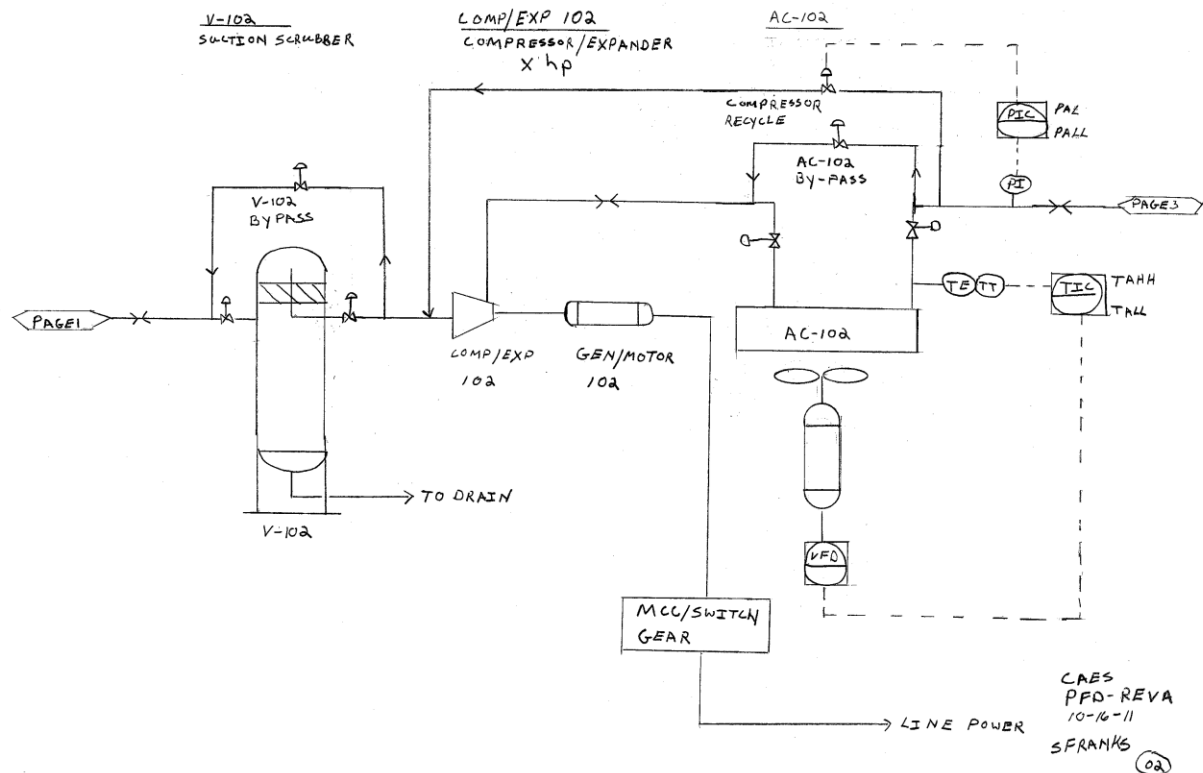 V-102
SUCTION SCRUBBER
COMP/EXP 102
COMPRESSOR/EXPANDER
X hp
AC-102
COMPRESSOR
RECYCLE
PIC
PAL
PALL
AC-102
BY-PASS
PI
V-102
BYPASS
PAGE3
PAGE1
TE
TT
TIC
TAHH
TALL
AC-102
COMP/EXP
102
GEN/MOTOR
102
TO DRAIN
V-102
VFD
MCC/SWITCH
GEAR
LINE POWER
CAES
PFD-REVA
10-16-11
SFRANKS
02